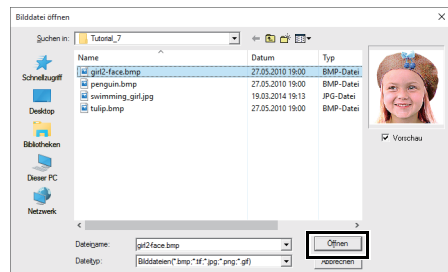 Bilddatei öffnen
Suchen in: Tutorial_7
Name Datum Typ
girl2-face.bmp 27.05.2010 19:00 BMP-Datei
penguin.bmp 27.05.2010 19:00 BMP-Datei
swimming_girl.jpg 19.03.2014 19:13 JPG-Datei
tulip.bmp 27.05.2010 19:00 BMP-Datei
Schnellzugriff
Desktop
Bibliotheken
Dieser PC
Netzwerk
Vorschau
Dateiname: girl2-face.bmp Öffnen
Dateityp: Bilddateien(*.bmp;*.tif;*.jpg;*.png;*.gif) Abbrechen